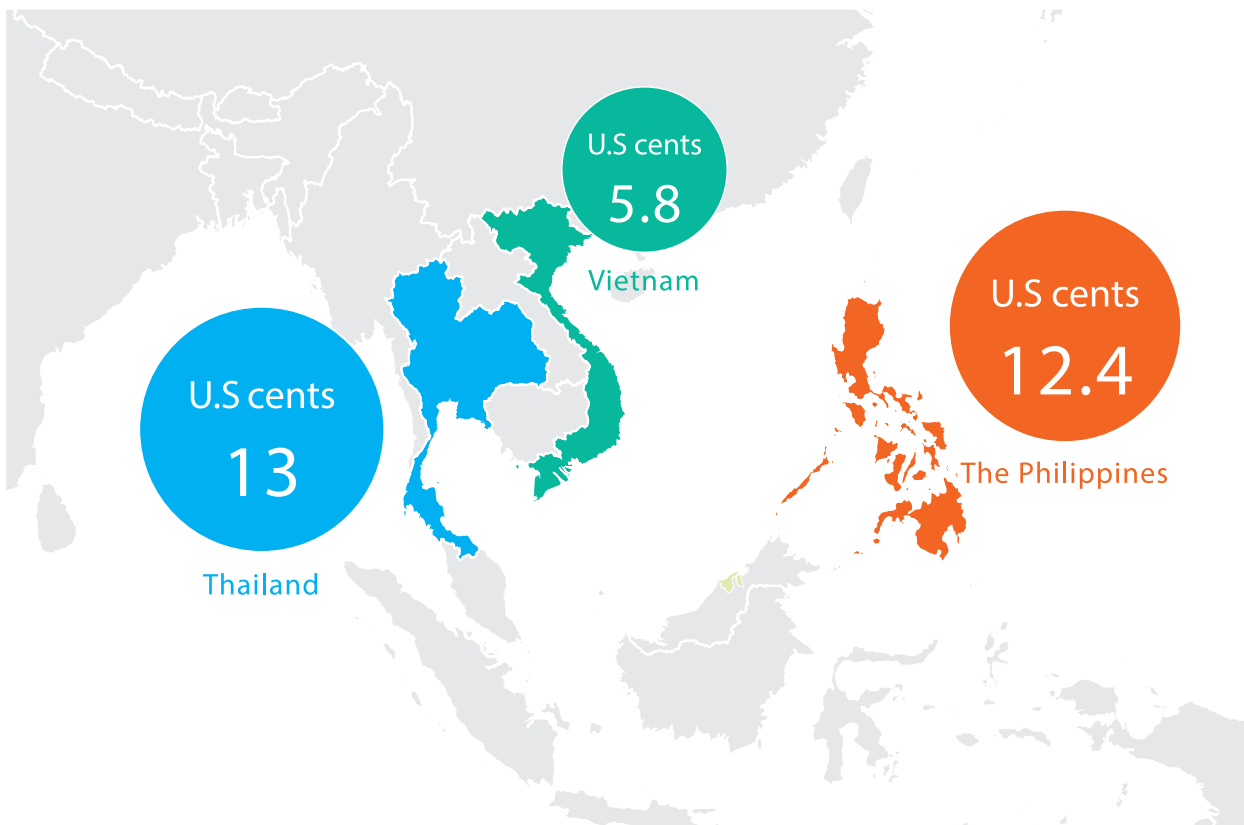 U.S cents
5.8
Vietnam
U.S cents
12.4
The Philippines
U.S cents
13
Thailand